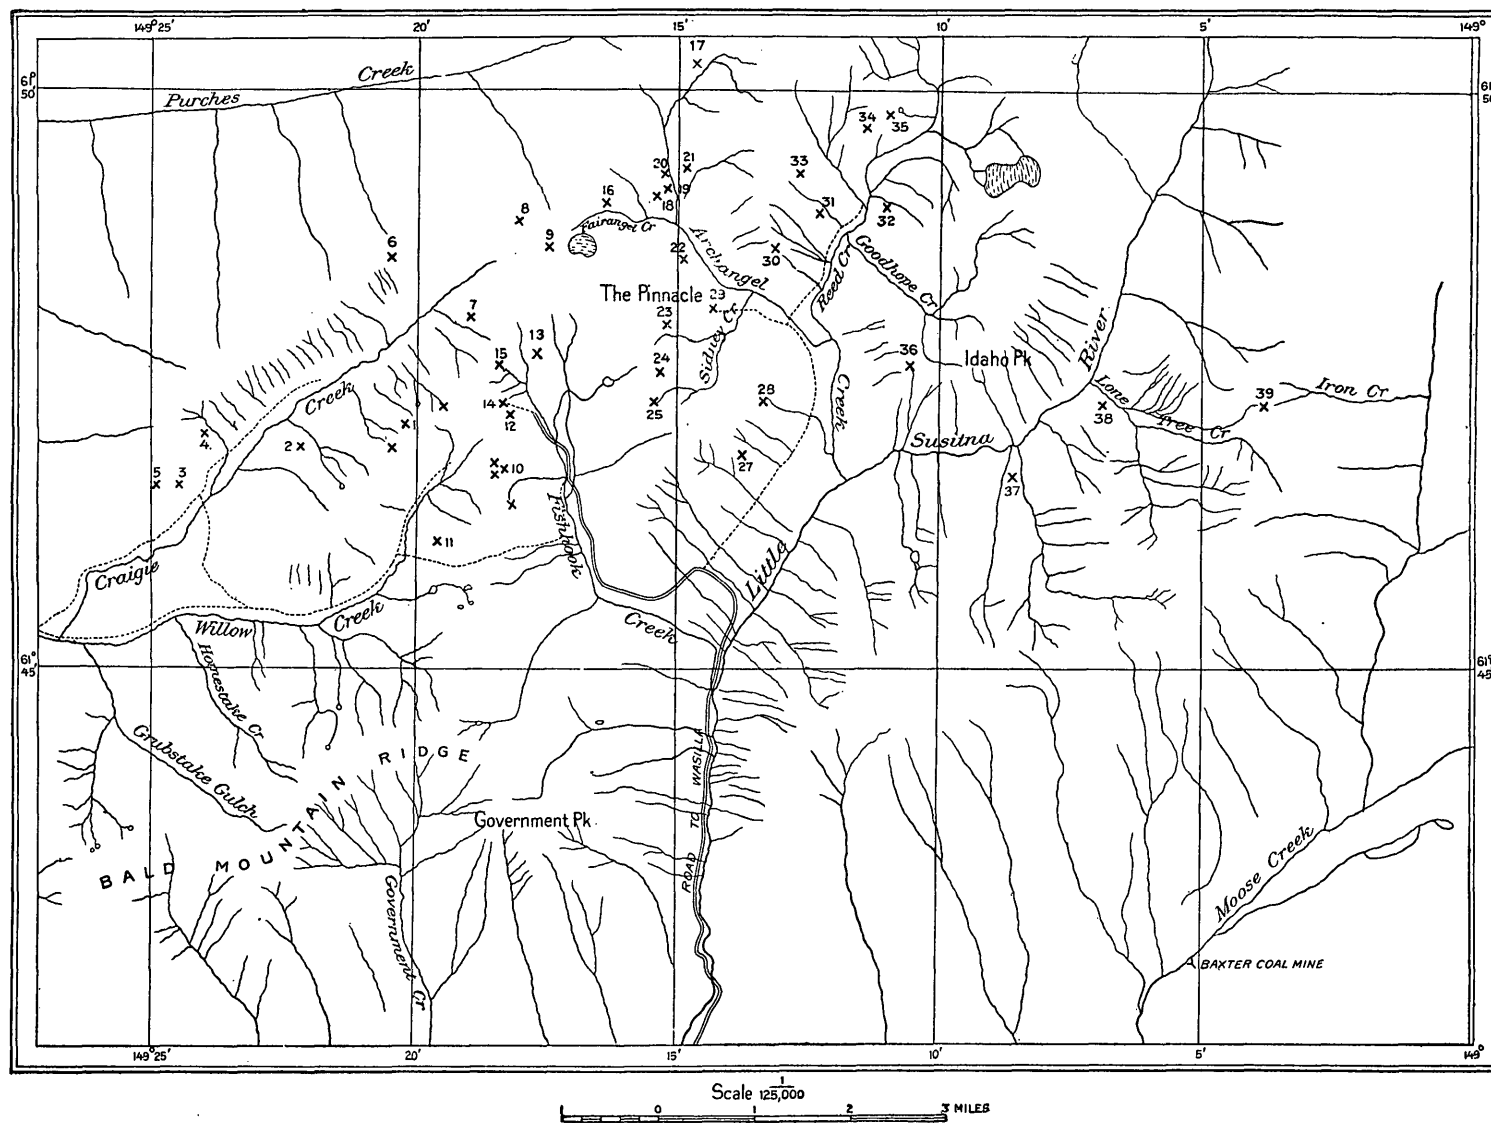 149° 25'
20'
15'
10'
5'
149°
17
61° 50'
61° 50'
Purches Creek
34
35
20
21
33
16
19
18
31
32
8
9
Fairangel Cr
22
Archangel
30
Reed Cr
Goodhope Cr
6
The Pinnacle
29
7
23
Sidney Cr
River
13
15
24
36
Idaho Pk
14
12
25
28
Creek
Lone Tree Cr
38
39
Iron Cr
Craigie
Creek
4
2
1
5
3
10
27
Susitna
37
11
Fishhook
Creek
Little
Willow
Creek
Homestake Cr
61° 45'
61° 45'
Grubstake Gulch
BALD MOUNTAIN RIDGE
Government Pk
ROAD TO WASILLA
Government Cr
Moose Creek
BAXTER COAL MINE
149° 25'
20'
15'
10'
5'
149°
Scale 1/125,000
1 0 1 2 3 MILES